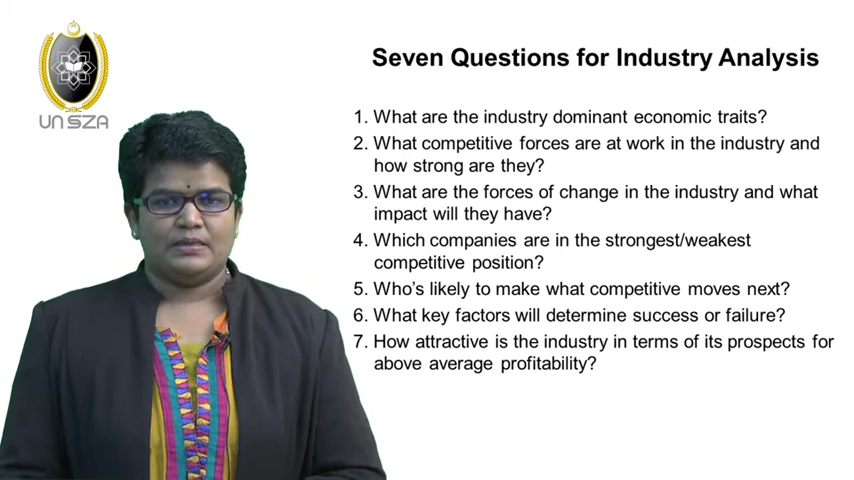 UN SZA
Seven Questions for Industry Analysis
1. What are the industry dominant economic traits?
2. What competitive forces are at work in the industry and
how strong are they?
3. What are the forces of change in the industry and what
impact will they have?
4. Which companies are in the strongest/weakest
competitive position?
5. Who's likely to make what competitive moves next?
6. What key factors will determine success or failure?
7. How attractive is the industry in terms of its prospects for
above average profitability?